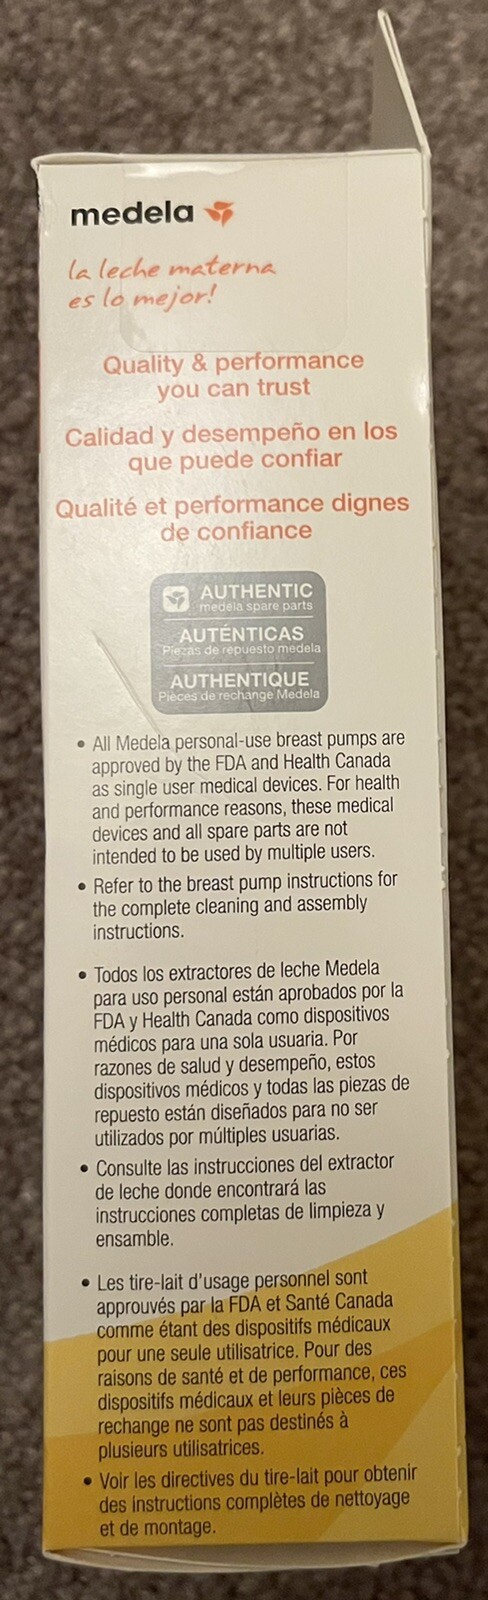 medela
la leche materna
es lo mejor!
Quality & performance
you can trust
Calidad y desempeño en los
que puede confiar
Qualité et performance dignes
de confiance
AUTHENTIC
medela spare parts
AUTÉNTICAS
Piezas de repuesto medela
AUTHENTIQUE
Pièces de rechange Medela
• All Medela personal-use breast pumps are
approved by the FDA and Health Canada
as single user medical devices. For health
and performance reasons, these medical
devices and all spare parts are not
intended to be used by multiple users.
• Refer to the breast pump instructions for
the complete cleaning and assembly
instructions.
• Todos los extractores de leche Medela
para uso personal están aprobados por la
FDA y Health Canada como dispositivos
médicos para una sola usuaria. Por
razones de salud y desempeño, estos
dispositivos médicos y todas las piezas de
repuesto están diseñados para no ser
utilizados por múltiples usuarias.
• Consulte las instrucciones del extractor
de leche donde encontrará las
instrucciones completas de limpieza y
ensamble.
• Les tire-lait d'usage personnel sont
approuvés par la FDA et Santé Canada
comme étant des dispositifs médicaux
pour une seule utilisatrice. Pour des
raisons de santé et de performance, ces
dispositifs médicaux et leurs pièces de
rechange ne sont pas destinés à
plusieurs utilisatrices.
• Voir les directives du tire-lait pour obtenir
des instructions complètes de nettoyage
et de montage.